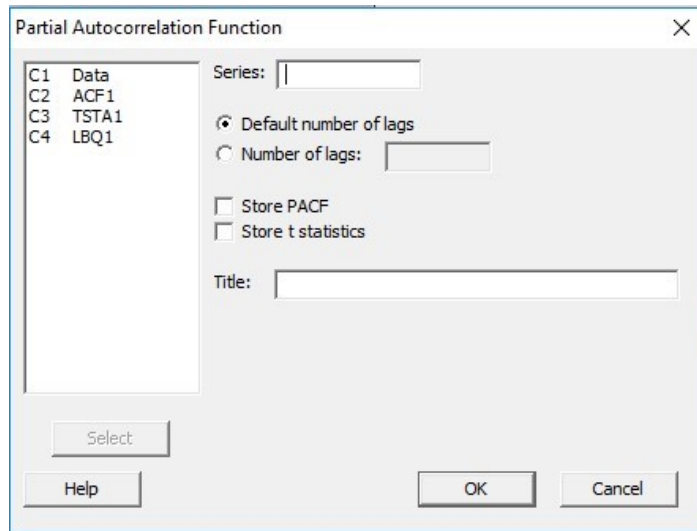 Partial Autocorrelation Function
C1 Data
C2 ACF1
C3 TSTA1
C4 LBQ1
Series:
Default number of lags
Number of lags:
Store PACF
Store t statistics
Title:
Select
Help
OK
Cancel